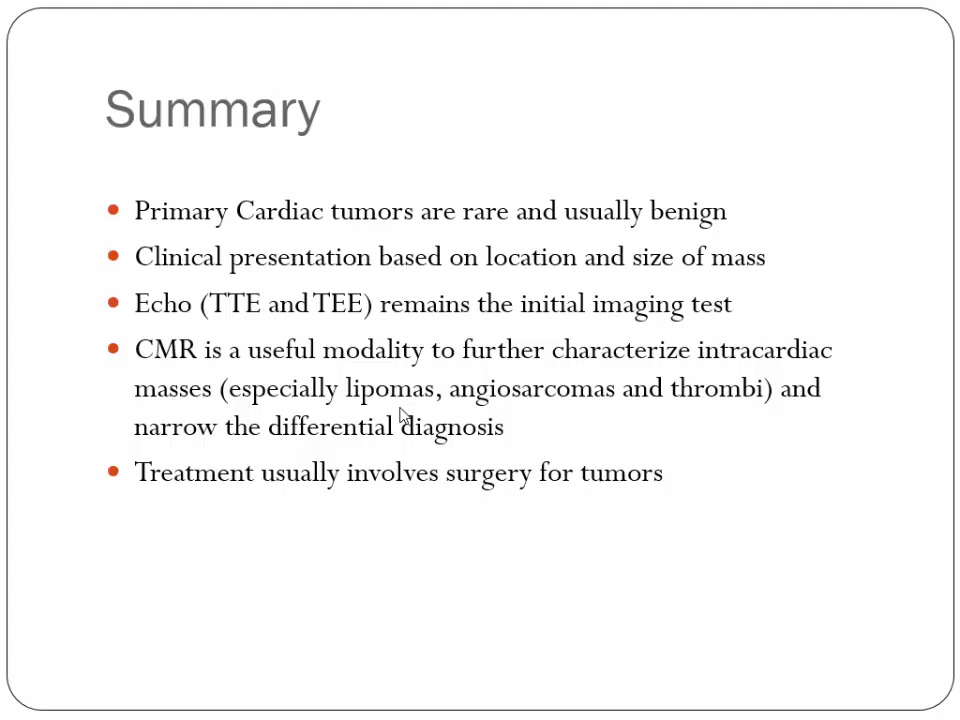 Summary
Primary Cardiac tumors are rare and usually benign
Clinical presentation based on location and size of mass
Echo (TTE and TEE) remains the initial imaging test
CMR is a useful modality to further characterize intracardiac
masses (especially lipomas, angiosarcomas and thrombi) and
narrow the differential diagnosis
Treatment usually involves surgery for tumors